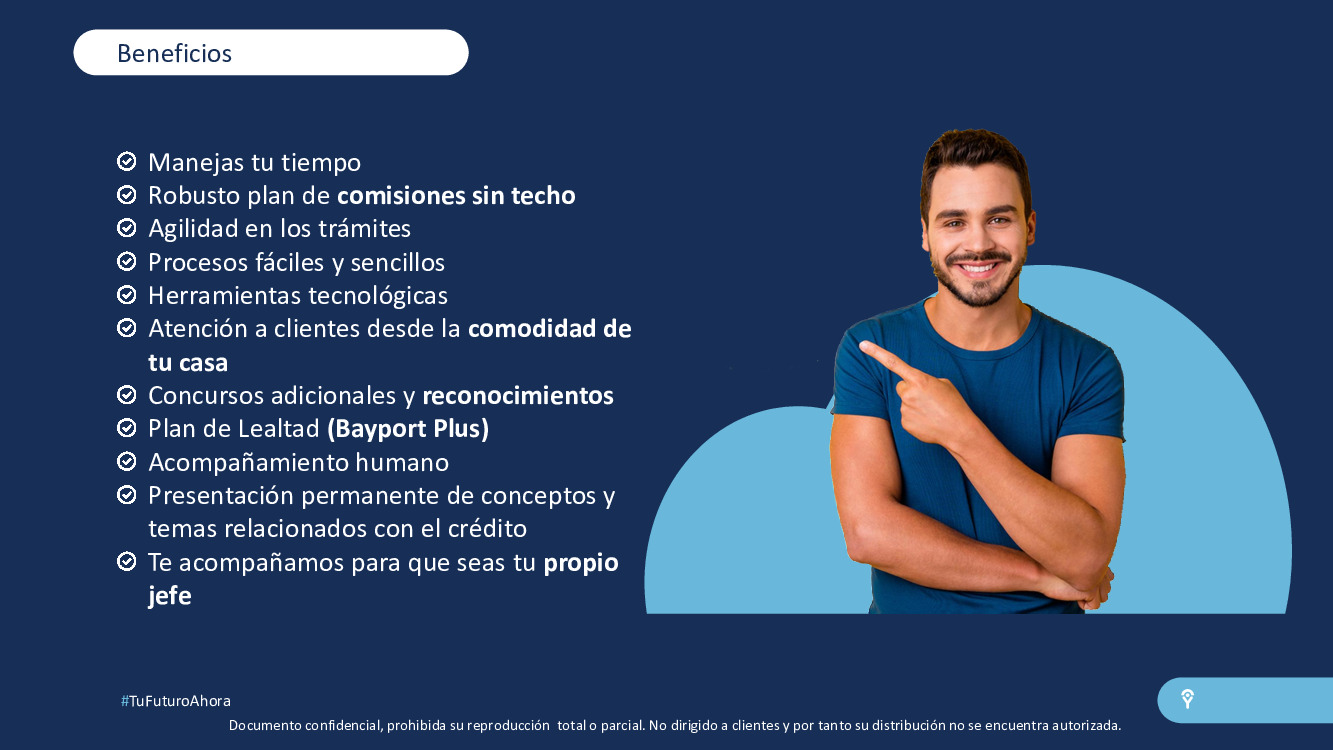 Beneficios
Manejas tu tiempo
Robusto plan de comisiones sin techo
Agilidad en los trámites
Procesos fáciles y sencillos
Herramientas tecnológicas
Atención a clientes desde la comodidad de
tu casa
Concursos adicionales y reconocimientos
Plan de Lealtad (Bayport Plus)
Acompañamiento humano
Presentación permanente de conceptos y
temas relacionados con el crédito
Te acompañamos para que seas tu propio
jefe
#TuFuturoAhora
Documento confidencial, prohibida su reproducción total o parcial. No dirigido a clientes y por tanto su distribución no se encuentra autorizada.